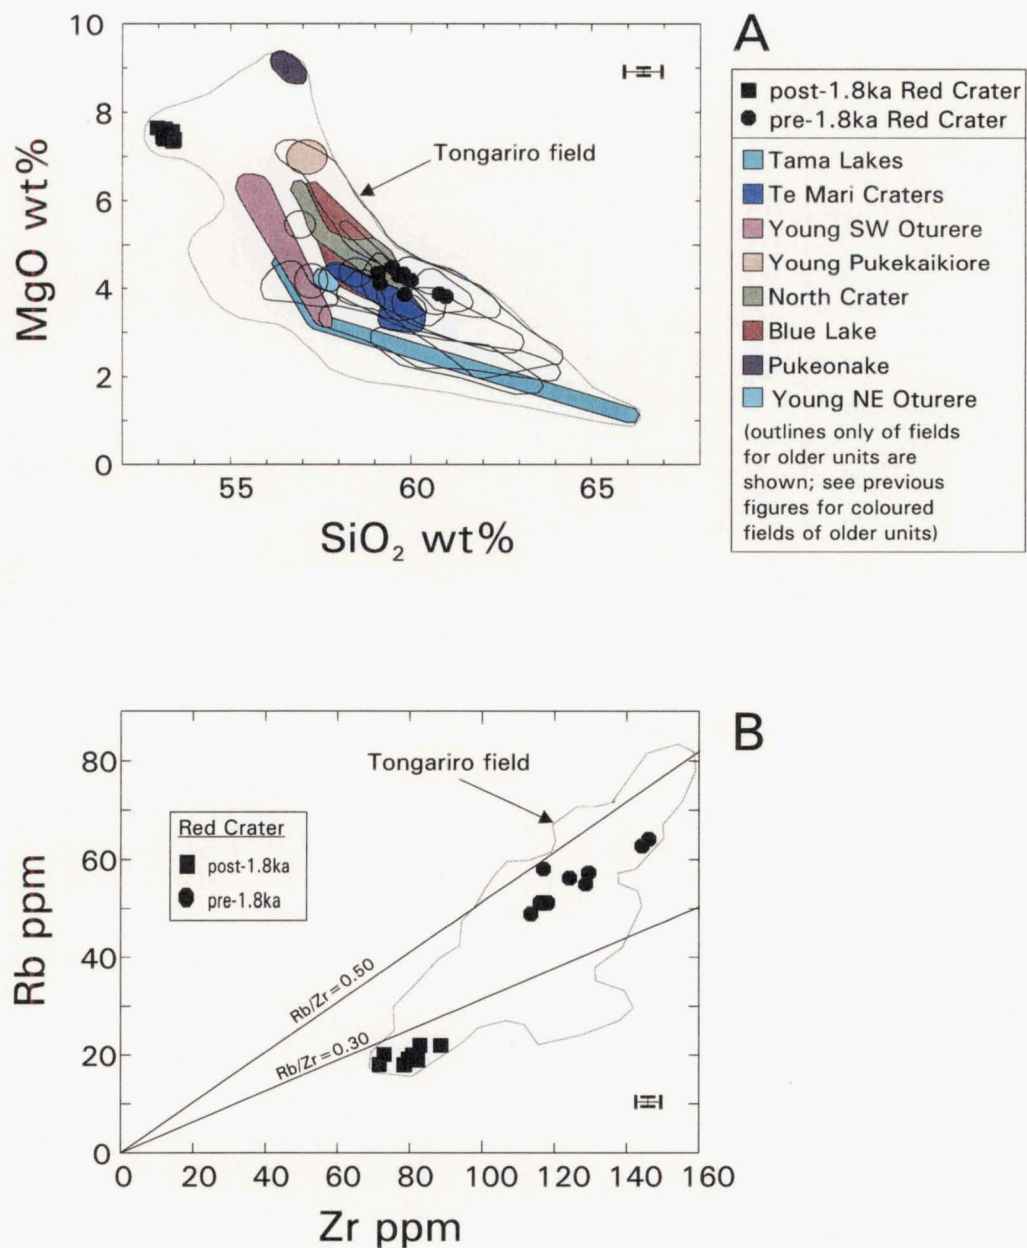 A
10
8
6
4
2
0
MgO wt%
55
60
65
SiO₂ wt%
Tongariro field
post-1.8ka Red Crater
pre-1.8ka Red Crater
Tama Lakes
Te Mari Craters
Young SW Oturere
Young Pukekaikiore
North Crater
Blue Lake
Pukeonake
Young NE Oturere
(outlines only of fields
for older units are
shown; see previous
figures for coloured
fields of older units)
B
80
60
40
20
0
Rb ppm
Tongariro field
Red Crater
post-1.8ka
pre-1.8ka
Rb/Zr=0.50
Rb/Zr=0.30
0 20 40 60 80 100 120 140 160
Zr ppm